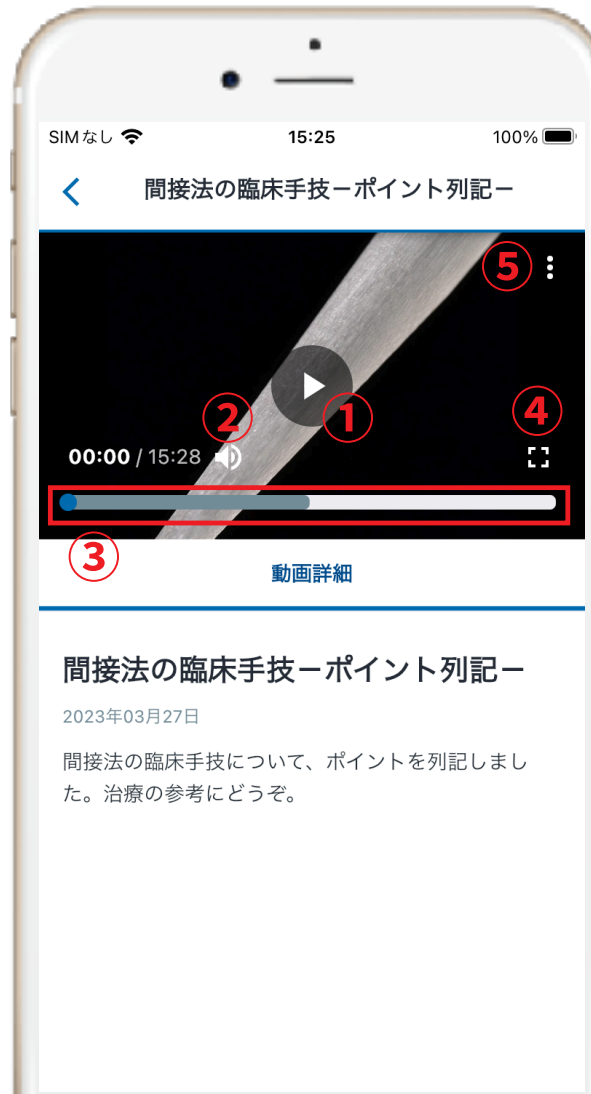 SIMなし 15:25 100%
間接法の臨床手技ーポイント列記ー
⑤
② ① ④
00:00 / 15:28
③
動画詳細
間接法の臨床手技ーポイント列記ー
2023年03月27日
間接法の臨床手技について、ポイントを列記しまし
た。治療の参考にどうぞ。